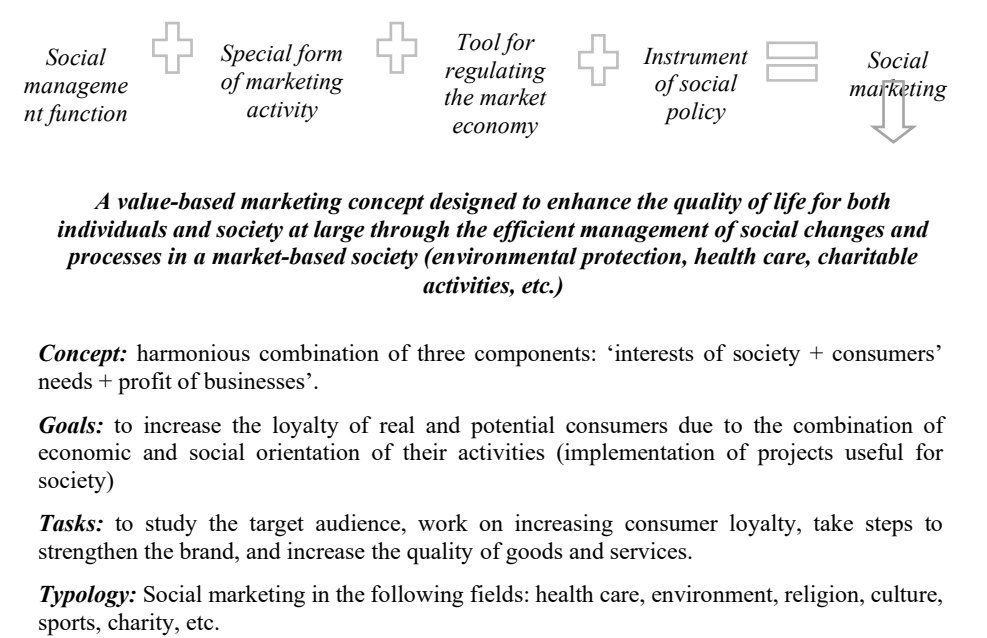 Social
manageme
nt function
Special form
of marketing
activity
Tool for
regulating
the market
economy
Instrument
of social
policy
Social
marketing
A value-based marketing concept designed to enhance the quality of life for both
individuals and society at large through the efficient management of social changes and
processes in a market-based society (environmental protection, health care, charitable
activities, etc.)
Concept: harmonious combination of three components: ‘interests of society + consumers’
needs + profit of businesses’.
Goals: to increase the loyalty of real and potential consumers due to the combination of
economic and social orientation of their activities (implementation of projects useful for
society)
Tasks: to study the target audience, work on increasing consumer loyalty, take steps to
strengthen the brand, and increase the quality of goods and services.
Typology: Social marketing in the following fields: health care, environment, religion, culture,
sports, charity, etc.